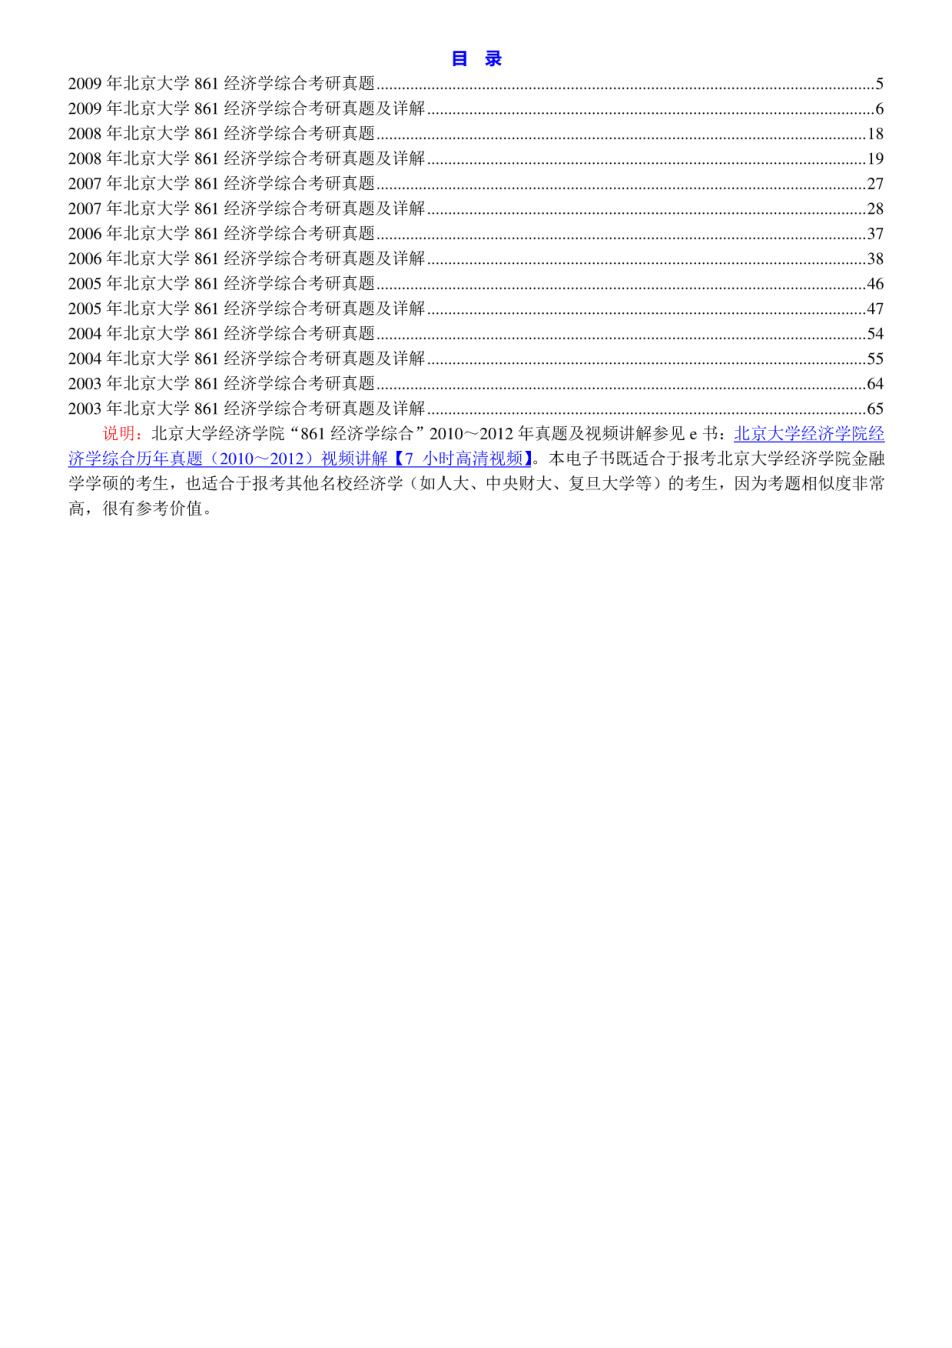 目 录
2009 年北京大学 861 经济学综合考研真题........................................................................................................................5
2009 年北京大学 861 经济学综合考研真题及详解............................................................................................................6
2008 年北京大学 861 经济学综合考研真题......................................................................................................................18
2008 年北京大学 861 经济学综合考研真题及详解..........................................................................................................19
2007 年北京大学 861 经济学综合考研真题......................................................................................................................27
2007 年北京大学 861 经济学综合考研真题及详解..........................................................................................................28
2006 年北京大学 861 经济学综合考研真题......................................................................................................................37
2006 年北京大学 861 经济学综合考研真题及详解..........................................................................................................38
2005 年北京大学 861 经济学综合考研真题......................................................................................................................46
2005 年北京大学 861 经济学综合考研真题及详解..........................................................................................................47
2004 年北京大学 861 经济学综合考研真题......................................................................................................................54
2004 年北京大学 861 经济学综合考研真题及详解..........................................................................................................55
2003 年北京大学 861 经济学综合考研真题......................................................................................................................64
2003 年北京大学 861 经济学综合考研真题及详解..........................................................................................................65
说明：北京大学经济学院“861 经济学综合”2010～2012 年真题及视频讲解参见 e 书：北京大学经济学院经
济学综合历年真题（2010～2012）视频讲解【7 小时高清视频】。本电子书既适合于报考北京大学经济学院金融
学学硕的考生，也适合于报考其他名校经济学（如人大、中央财大、复旦大学等）的考生，因为考题相似度非常
高，很有参考价值。